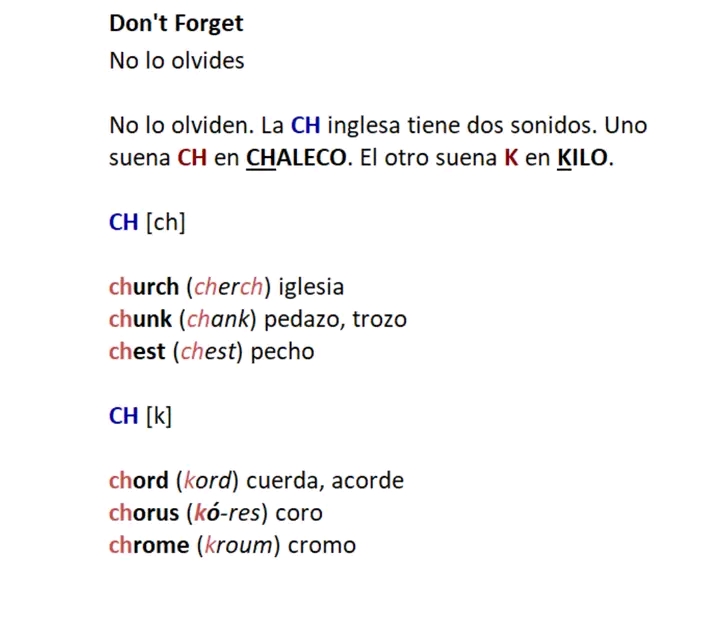 Don't Forget
No lo olvides
No lo olviden. La CH inglesa tiene dos sonidos. Uno
suena CH en CHALECO. El otro suena K en KILO.
CH [ch]
church (cherch) iglesia
chunk (chank) pedazo, trozo
chest (chest) pecho
CH [k]
chord (kord) cuerda, acorde
chorus (kó-res) coro
chrome (kroum) cromo